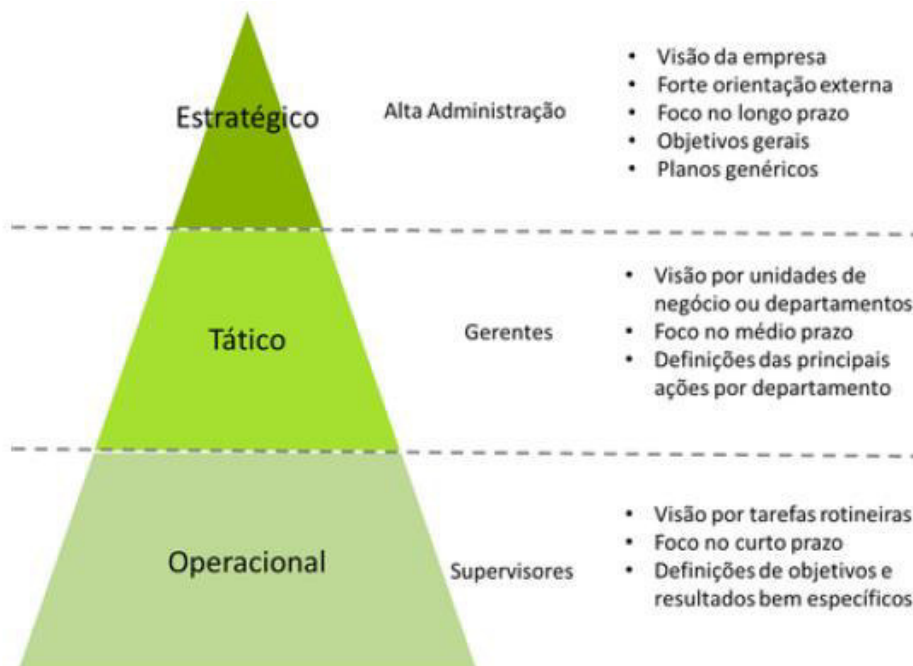 Estratégico
Alta Administração
• Visão da empresa
• Forte orientação externa
• Foco no longo prazo
• Objetivos gerais
• Planos genéricos
Tático
Gerentes
• Visão por unidades de
negócio ou departamentos
• Foco no médio prazo
• Definições das principais
ações por departamento
Operacional
Supervisores
• Visão por tarefas rotineiras
• Foco no curto prazo
• Definições de objetivos e
resultados bem específicos